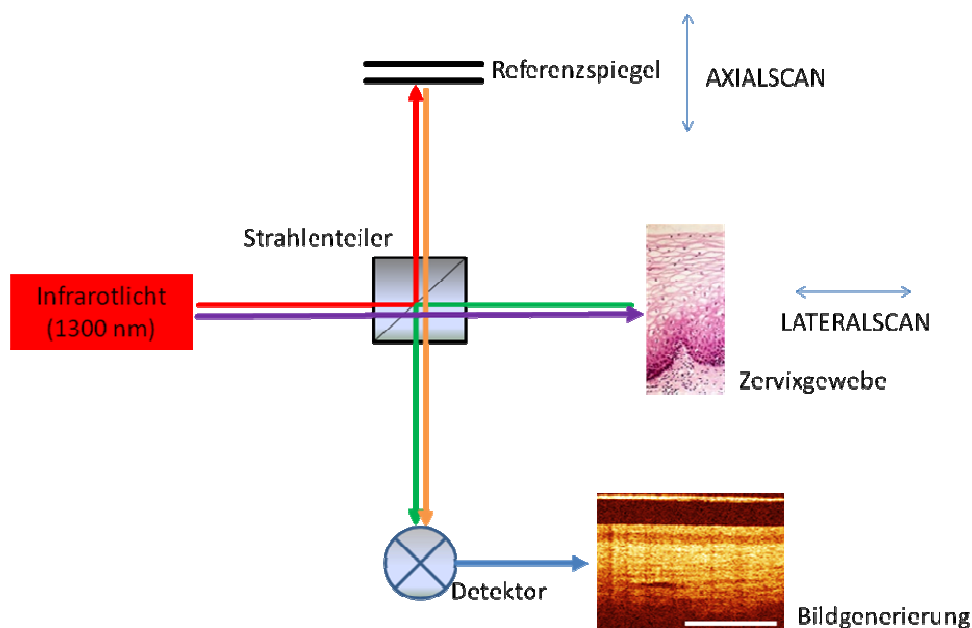 Referenzspiegel
AXIALSCAN
Strahlenteiler
Infrarotlicht
(1300 nm)
LATERALSCAN
Zervixgewebe
Detektor
Bildgenerierung